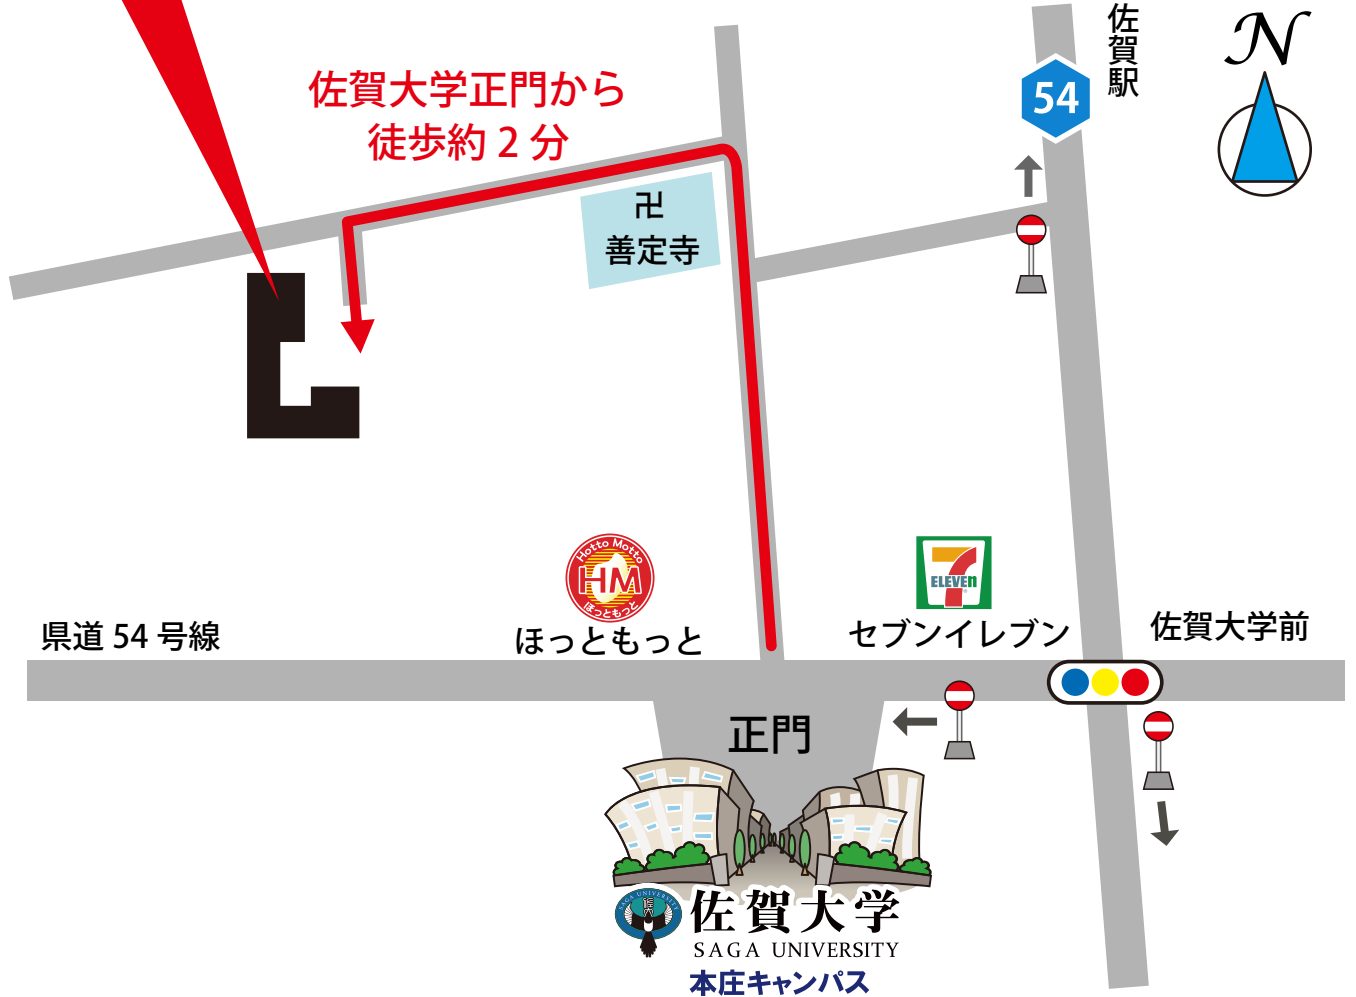 佐賀駅
N
54
佐賀大学正門から
徒歩約 2 分
卍
善定寺
Hotto Motto
HM
ほっともっと
ほっともっと
7
ELEVEn
セブンイレブン
県道 54 号線
佐賀大学前
正門
SAGA UNIVERSITY
佐賀大学
SAGA UNIVERSITY
本庄キャンパス